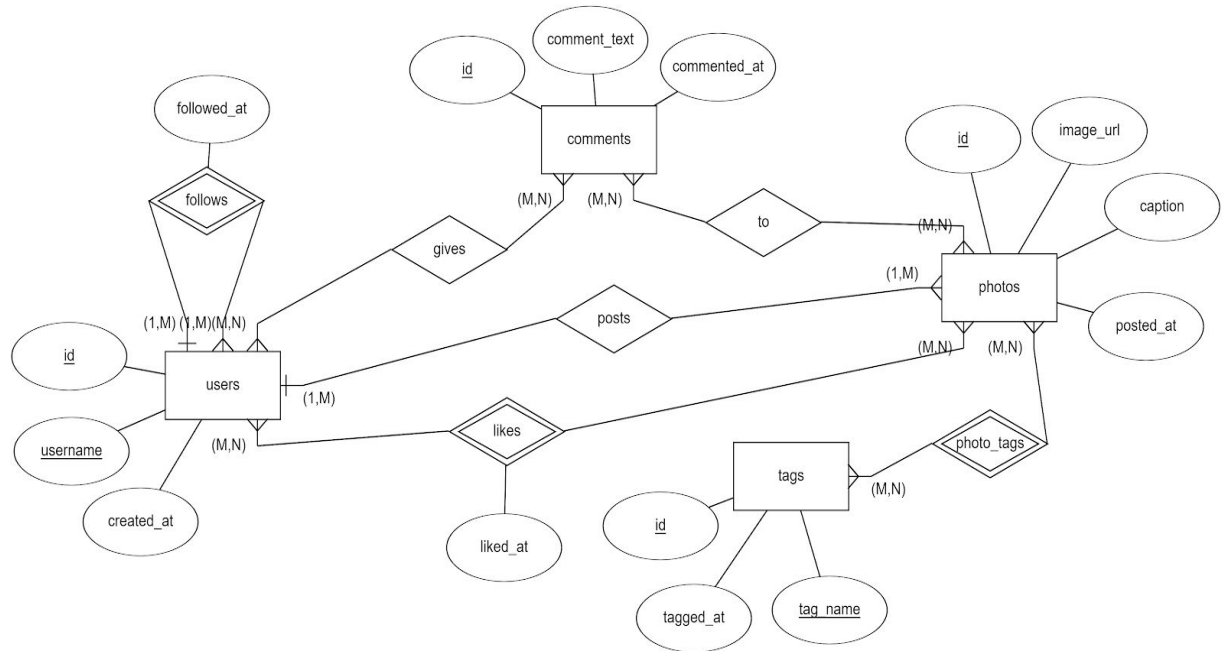 comment_text
id
commented_at
followed_at
comments
id
image_url
follows
(M,N)
(M,N)
to
(M,N)
caption
gives
(1,M)
photos
posts
posted_at
(1,M) (1,M)(M,N)
id
users
(1,M)
(M,N)
(M,N)
username
(M,N)
likes
photo_tags
tags
(M,N)
created_at
id
liked_at
tagged_at
tag_name